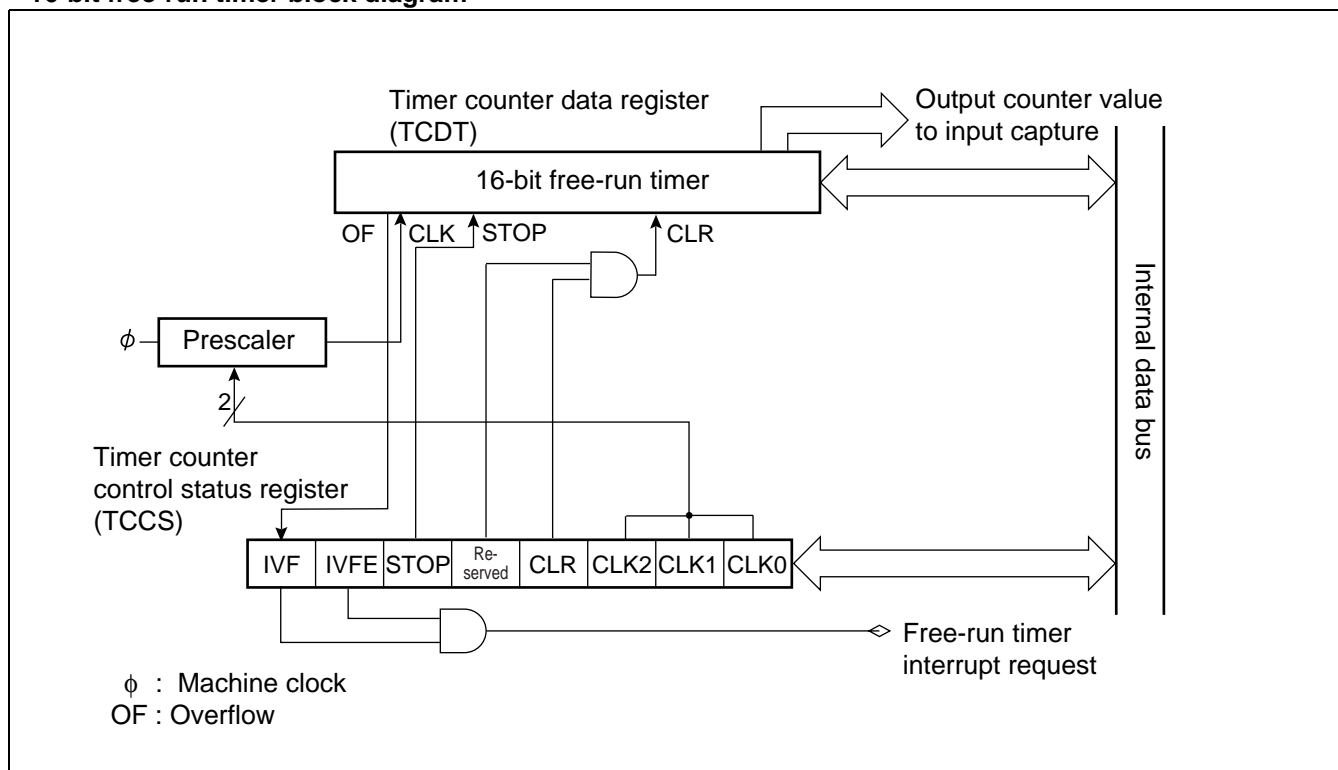 Timer counter data register
(TCDT)
Output counter value
to input capture
16-bit free-run timer
OF
CLK
STOP
CLR
Internal data bus
ϕ
Prescaler
2
Timer counter
control status register
(TCCS)
IVF
IVFE
STOP
Re-
served
CLR
CLK2
CLK1
CLK0
Free-run timer
interrupt request
ϕ : Machine clock
OF : Overflow